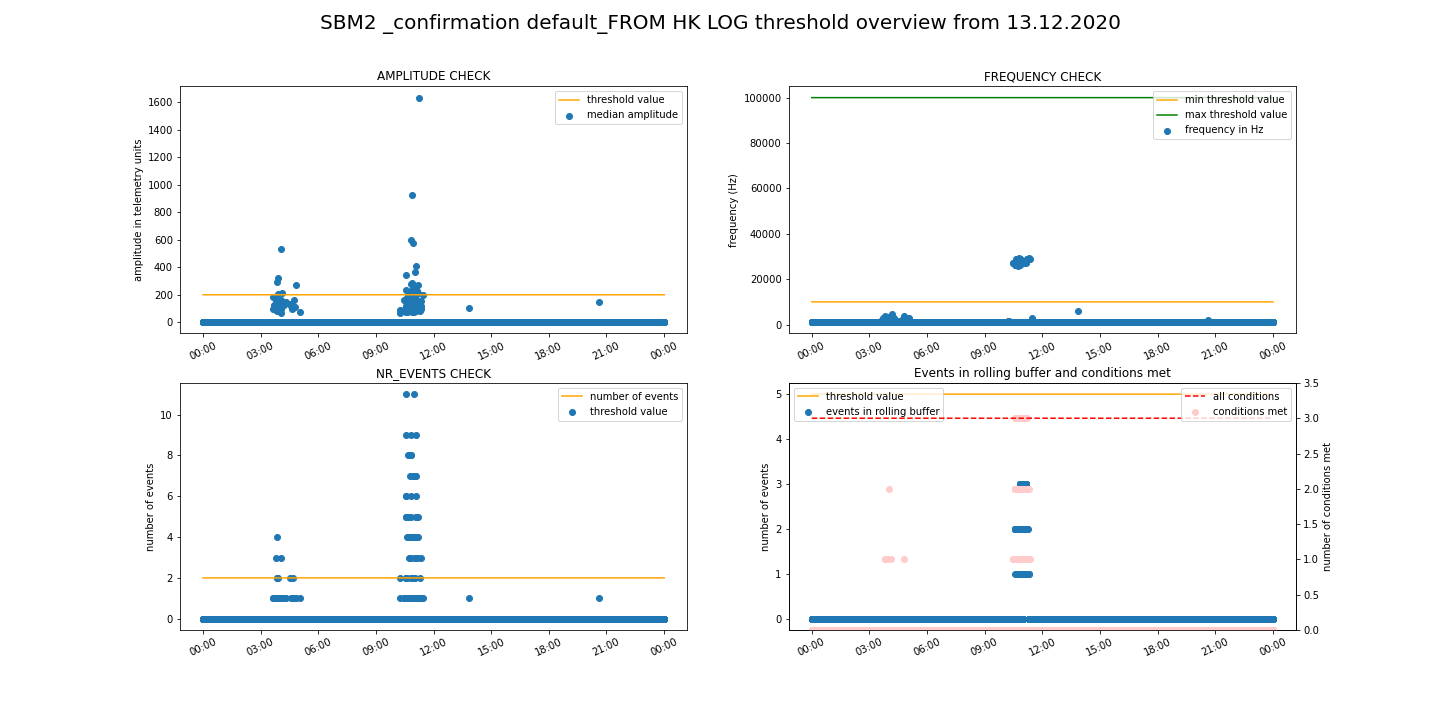 SBM2 _confirmation default_FROM HK LOG threshold overview from 13.12.2020
AMPLITUDE CHECK
amplitude in telemetry units
1600
1400
1200
1000
800
600
400
200
0
threshold value
median amplitude
00:00 03:00 06:00 09:00 12:00 15:00 18:00 21:00 00:00
FREQUENCY CHECK
frequency (Hz)
100000
80000
60000
40000
20000
0
min threshold value
max threshold value
frequency in Hz
00:00 03:00 06:00 09:00 12:00 15:00 18:00 21:00 00:00
NR_EVENTS CHECK
number of events
10
8
6
4
2
0
number of events
threshold value
00:00 03:00 06:00 09:00 12:00 15:00 18:00 21:00 00:00
Events in rolling buffer and conditions met
number of events
5
4
3
2
1
0
threshold value
events in rolling buffer
all conditions
conditions met
3.5
3.0
2.5
2.0
1.5
1.0
0.5
0.0
number of conditions met
00:00 03:00 06:00 09:00 12:00 15:00 18:00 21:00 00:00